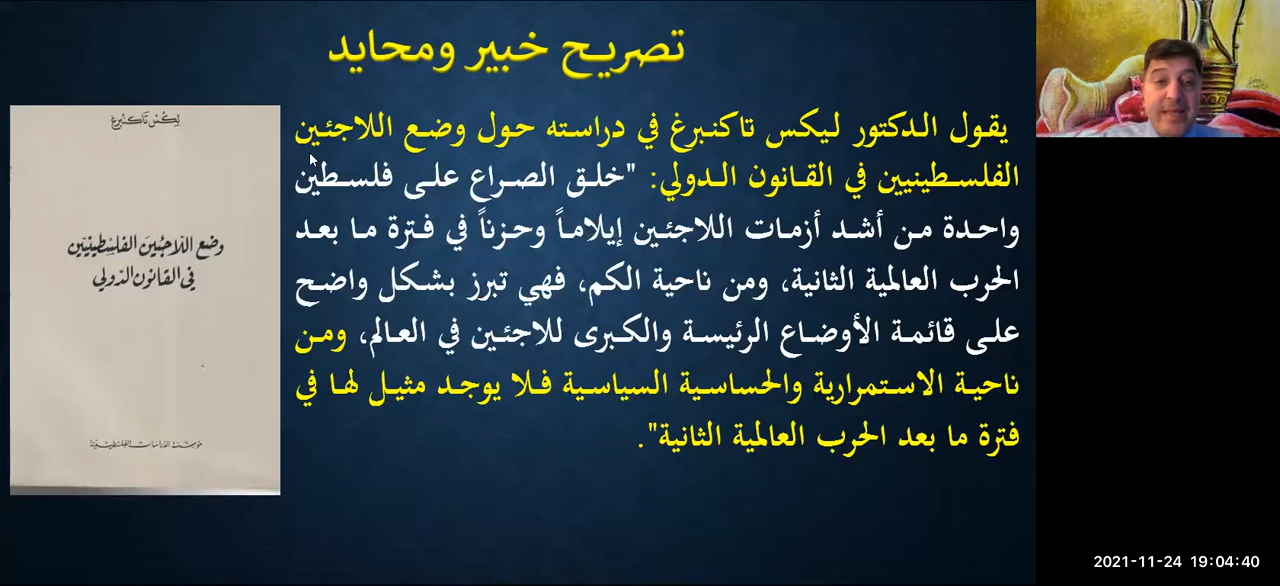 تصريح خبير ومحايد
يقول الدكتور ليكس تاكنبرغ في دراسته حول وضع اللاجئين
الفلسطينيين في القانون الدولي: "خلق الصراع على فلسطين
واحدة من أشد أزمات اللاجئين إيلاماً وحزناً في فترة ما بعد
الحرب العالمية الثانية، ومن ناحية الكم، فهي تبرز بشكل واضح
على قائمة الأوضاع الرئيسة والكبرى للاجئين في العالم، ومن
ناحية الاستمرارية والحساسية السياسية فلا يوجد مثيل لها في
فترة ما بعد الحرب العالمية الثانية".
لكس تاكنبرغ
وضع اللاجئين الفلسطينيين
في القانون الدولي
مؤسسة الدراسات الفلسطينية
2021-11-24 19:04:40